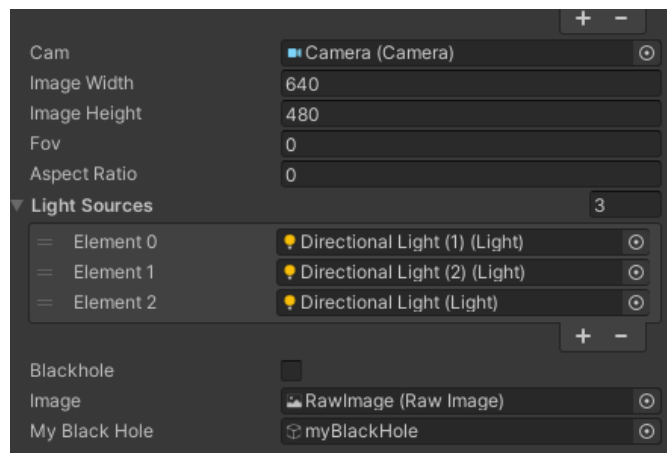 + -
Cam Camera (Camera)
Image Width 640
Image Height 480
Fov 0
Aspect Ratio 0
Light Sources 3
Element 0 Directional Light (1) (Light)
Element 1 Directional Light (2) (Light)
Element 2 Directional Light (Light)
+ -
Blackhole
Image RawImage (Raw Image)
My Black Hole myBlackHole